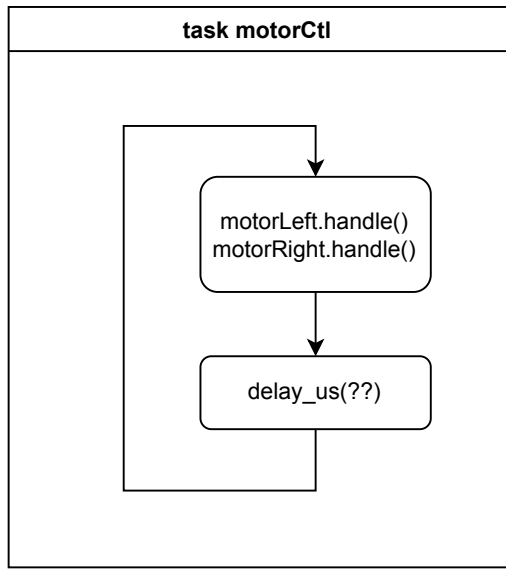 task motorCtl
motorLeft.handle()
motorRight.handle()
delay_us(??)